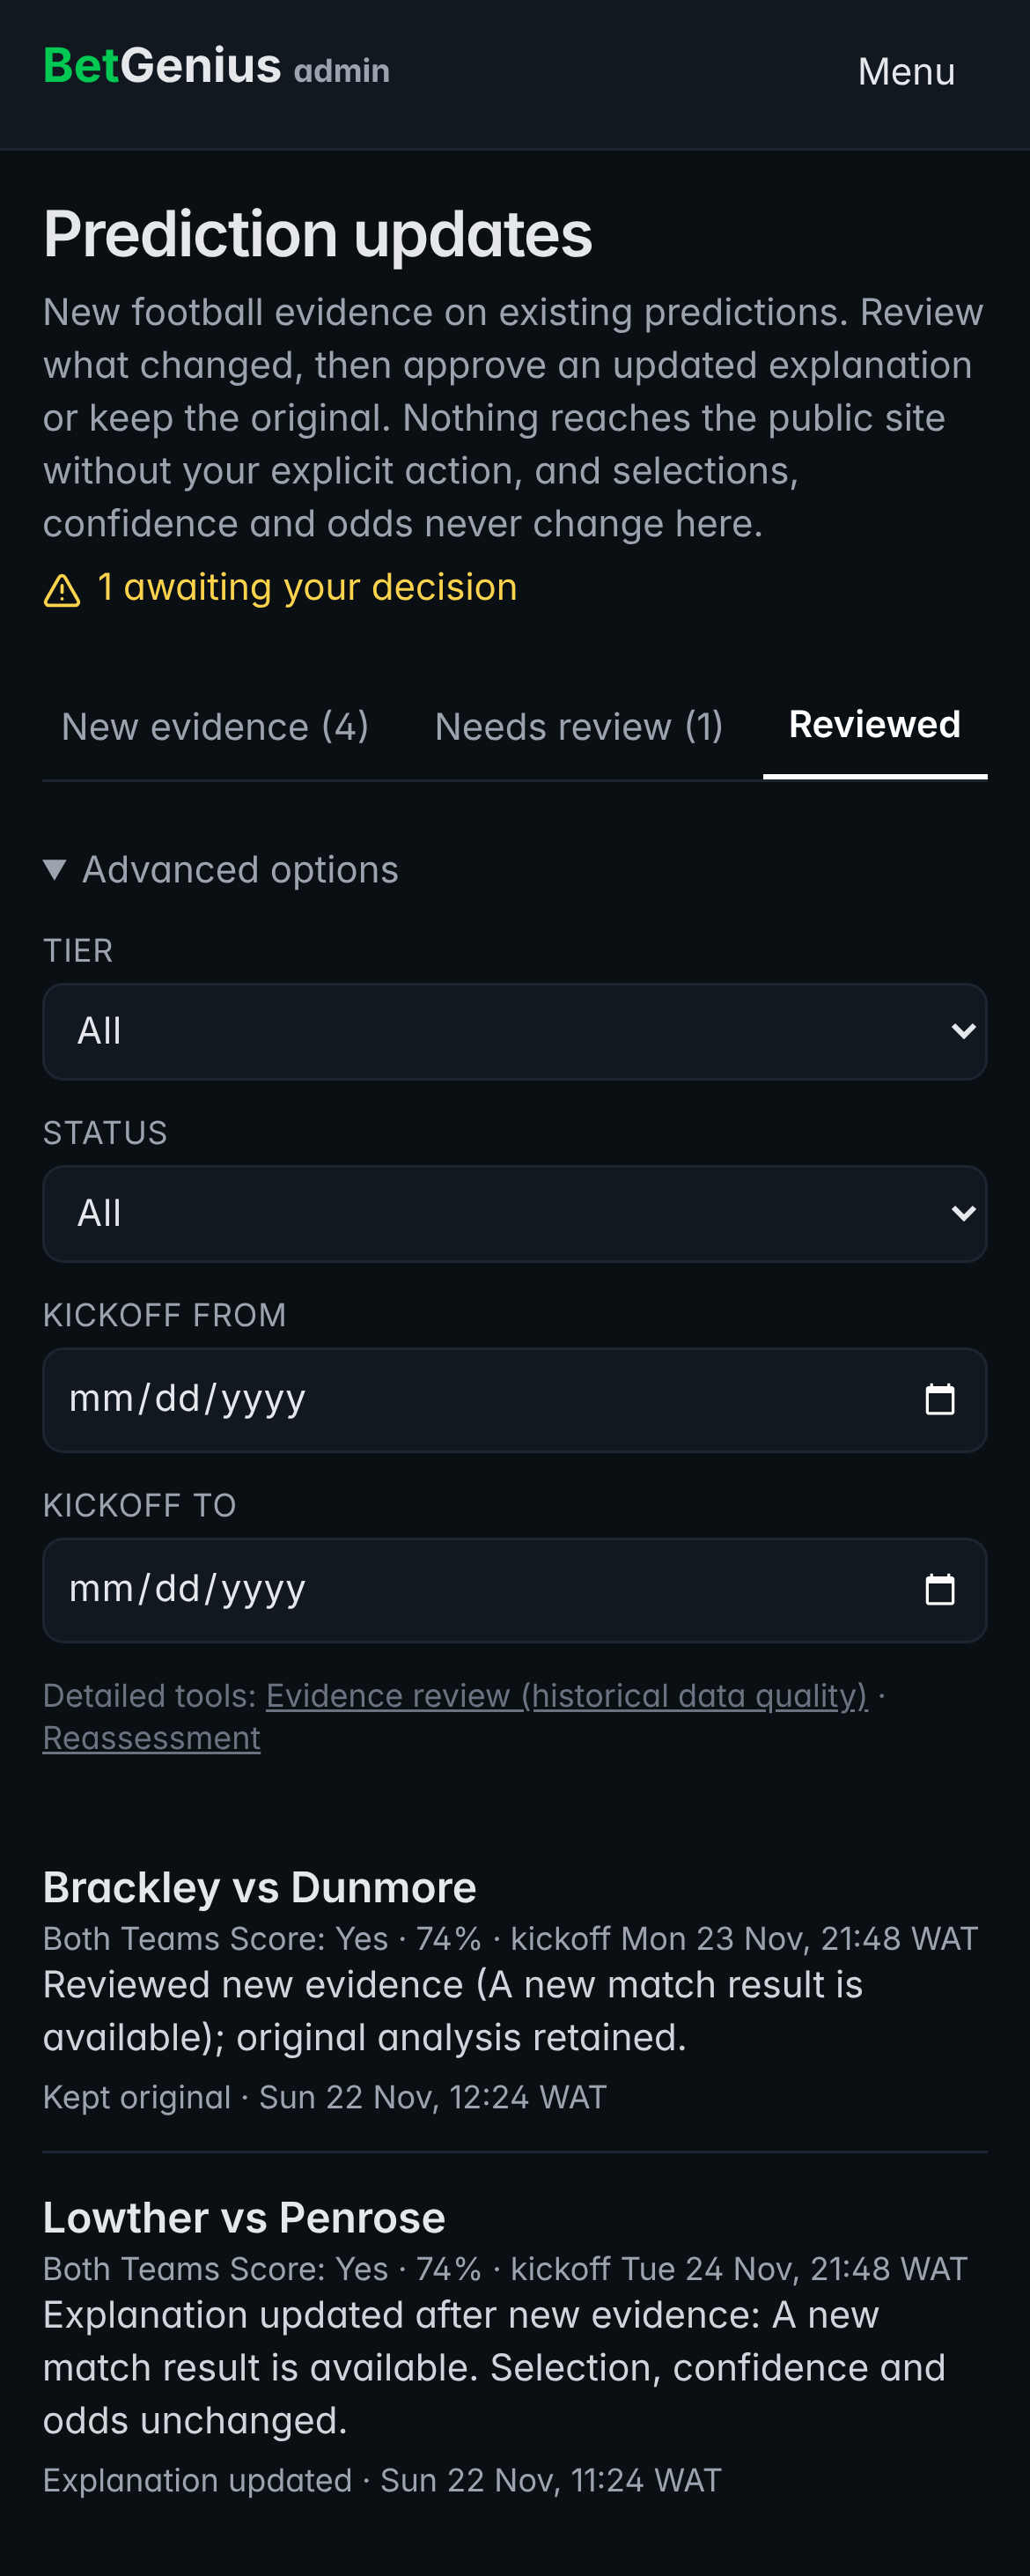 BetGenius admin
Menu
Prediction updates
New football evidence on existing predictions. Review
what changed, then approve an updated explanation
or keep the original. Nothing reaches the public site
without your explicit action, and selections,
confidence and odds never change here.
1 awaiting your decision
New evidence (4)
Needs review (1)
Reviewed
▼ Advanced options
TIER
All
STATUS
All
KICKOFF FROM
mm/dd/yyyy
KICKOFF TO
mm/dd/yyyy
Detailed tools: Evidence review (historical data quality) ·
Reassessment
Brackley vs Dunmore
Both Teams Score: Yes · 74% · kickoff Mon 23 Nov, 21:48 WAT
Reviewed new evidence (A new match result is
available); original analysis retained.
Kept original · Sun 22 Nov, 12:24 WAT
Lowther vs Penrose
Both Teams Score: Yes · 74% · kickoff Tue 24 Nov, 21:48 WAT
Explanation updated after new evidence: A new
match result is available. Selection, confidence and
odds unchanged.
Explanation updated · Sun 22 Nov, 11:24 WAT